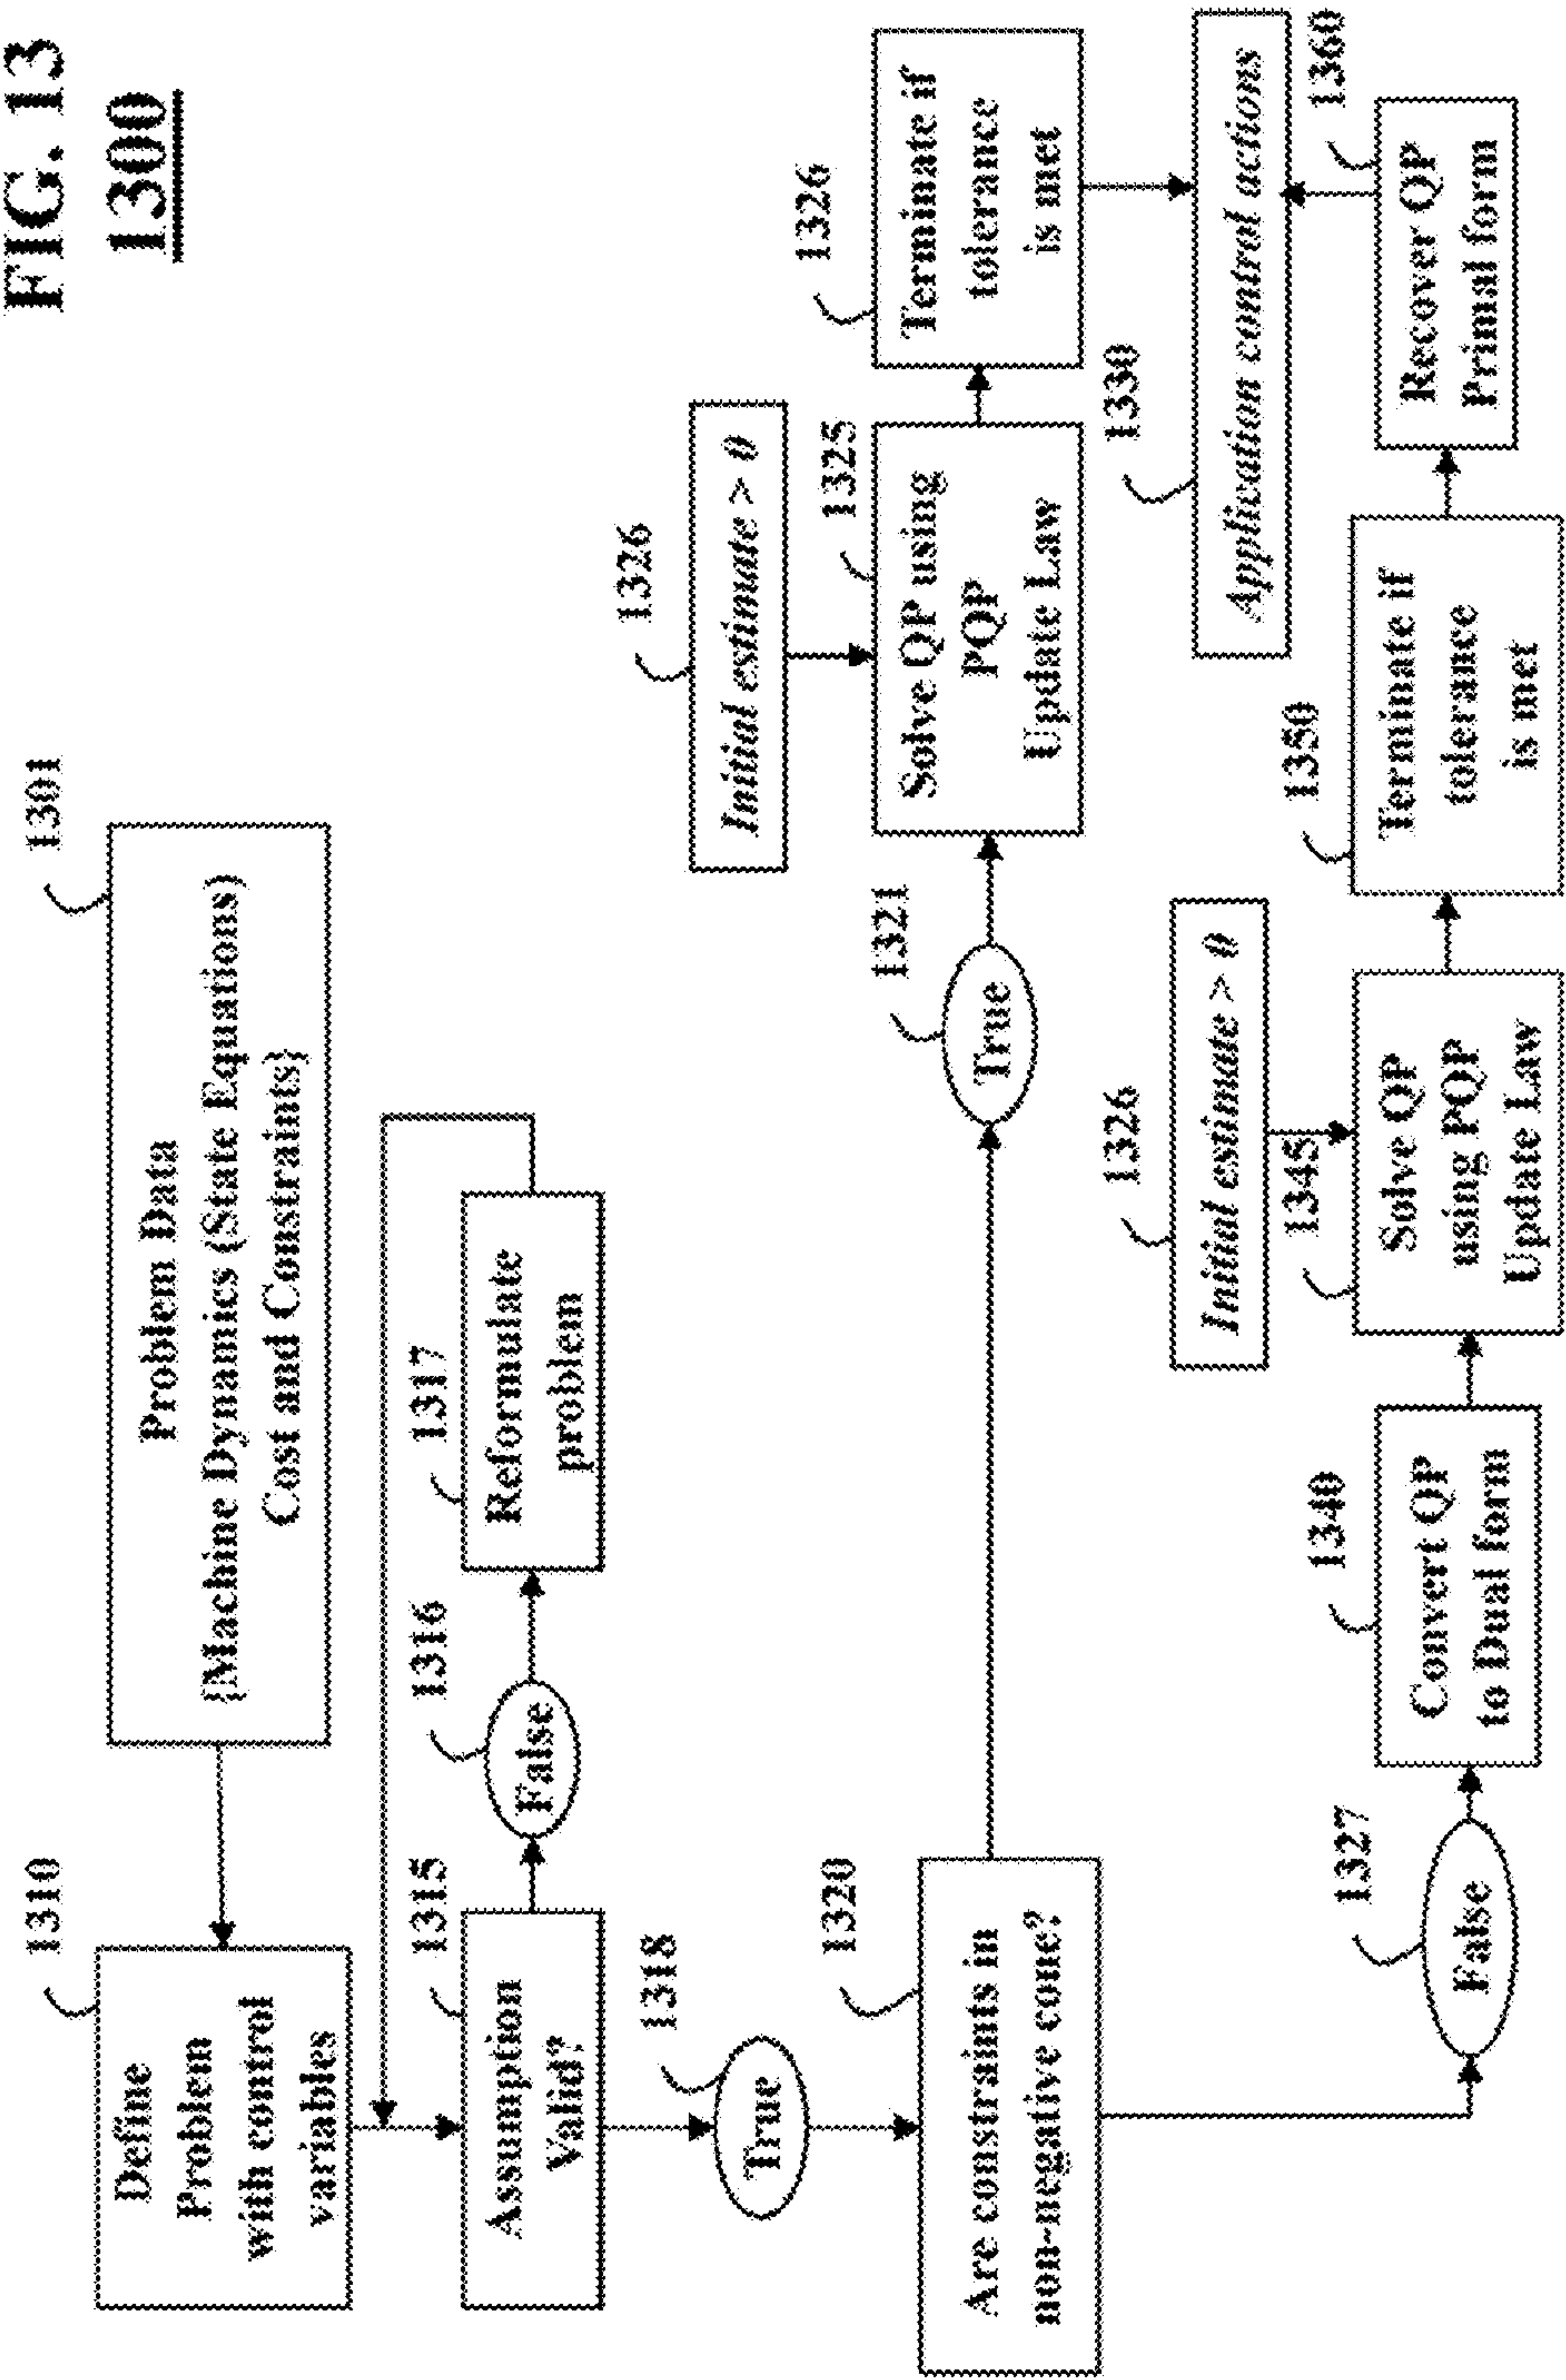 FIG. 13
1300
1301
Problem Data
{Machine Dynamics (State Equations)
Cost and Constraints}
1310
Define
Problem
with control
variables
1315
Assumption
Valid?
1316
False
1317
Reformulate
problem
1318
True
1320
Are constraints in
non-negative cone?
1321
True
1326
Initial estimate > 0
1325
Solve QP using
PQP
Update Law
1326
Terminate if
tolerance
is met
1330
Application control actions
1327
False
1340
Convert QP
to Dual form
1326
Initial estimate > 0
1345
Solve QP
using PQP
Update Law
1350
Terminate if
tolerance
is met
1360
Recover QP
Primal form